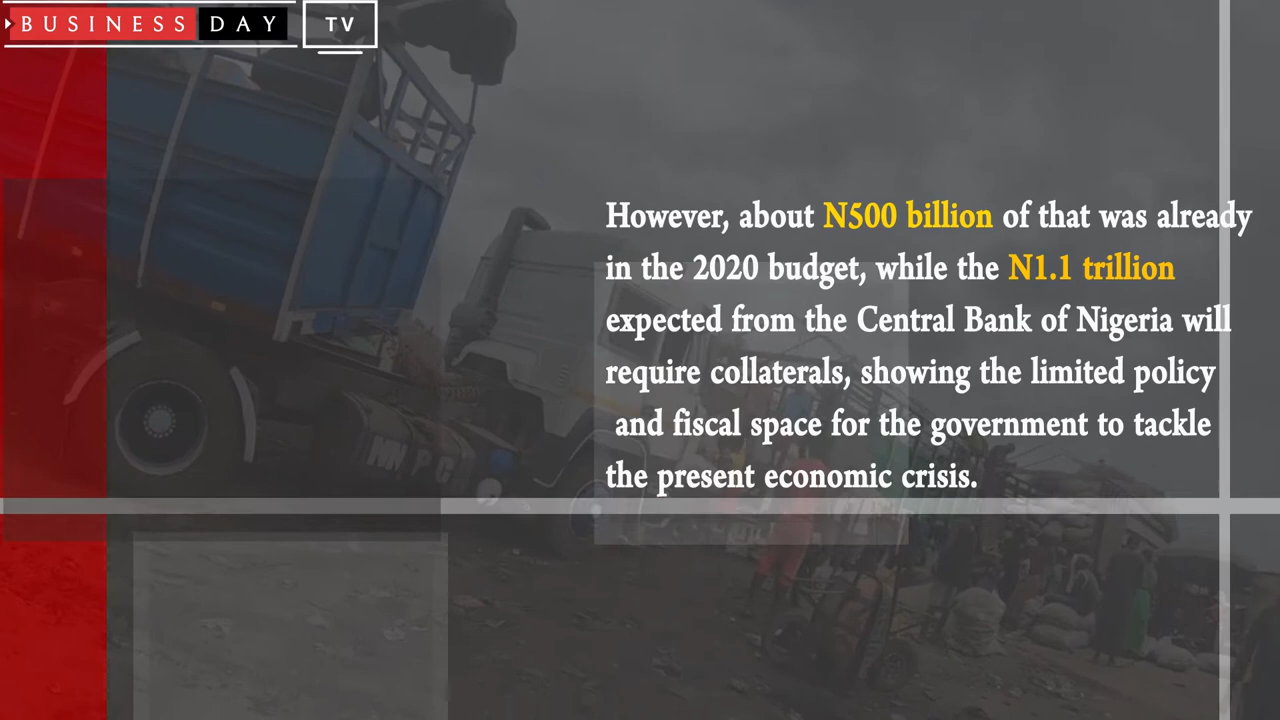 BUSINESS DAY TV
However, about N500 billion of that was already
in the 2020 budget, while the N1.1 trillion
expected from the Central Bank of Nigeria will
require collaterals, showing the limited policy
and fiscal space for the government to tackle
the present economic crisis.